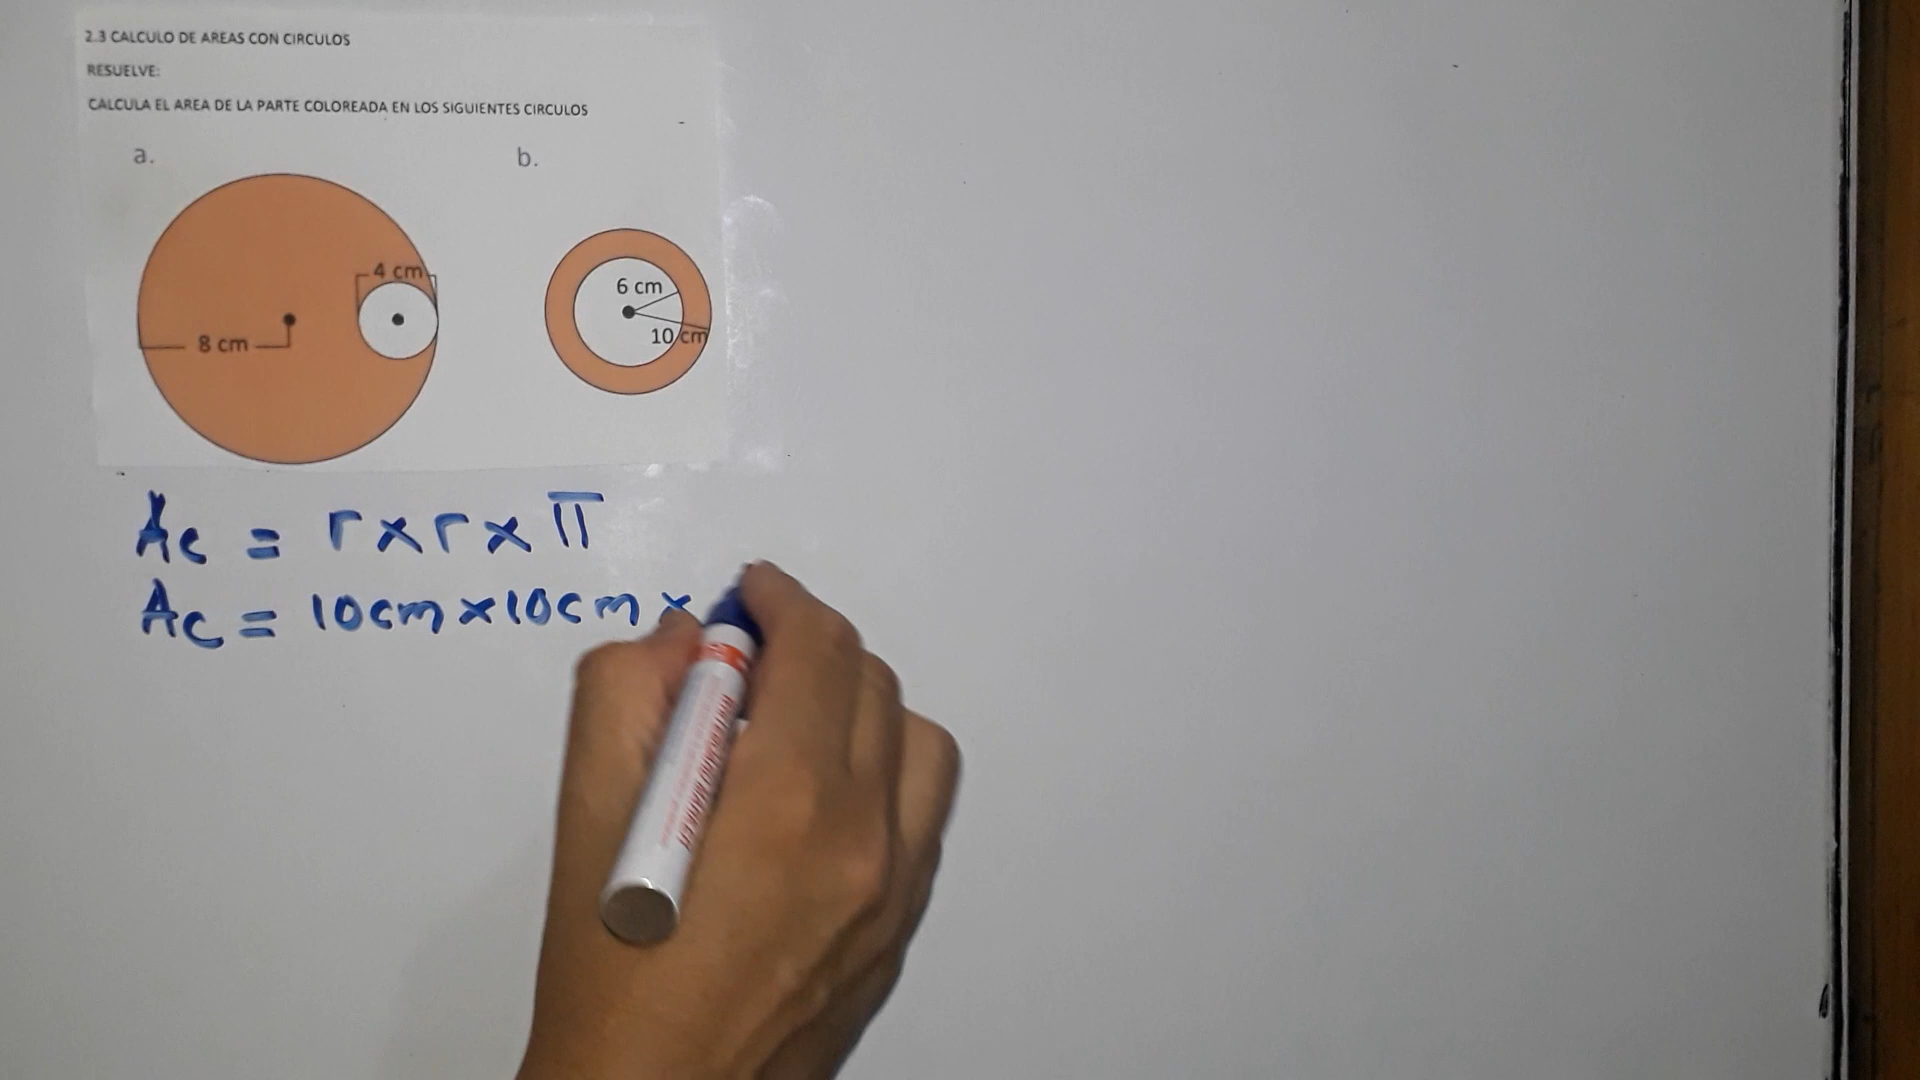 2.3 CALCULO DE AREAS CON CIRCULOS
RESUELVE:
CALCULA EL AREA DE LA PARTE COLOREADA EN LOS SIGUIENTES CIRCULOS
a.
b.
4 cm
8 cm
6 cm
10 cm
Ac = r x r x π
Ac = 10cm x 10cm x